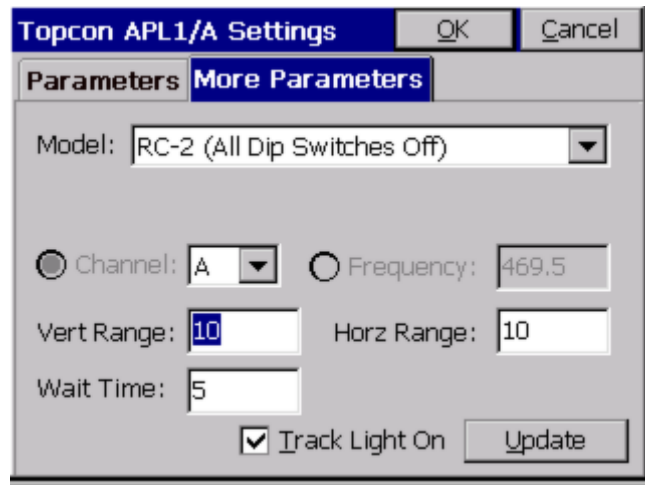 Topcon APL1/A Settings OK Cancel
Parameters More Parameters
Model: RC-2 (All Dip Switches Off)
Channel: A Frequency: 469.5
Vert Range: 10 Horz Range: 10
Wait Time: 5
Track Light On Update